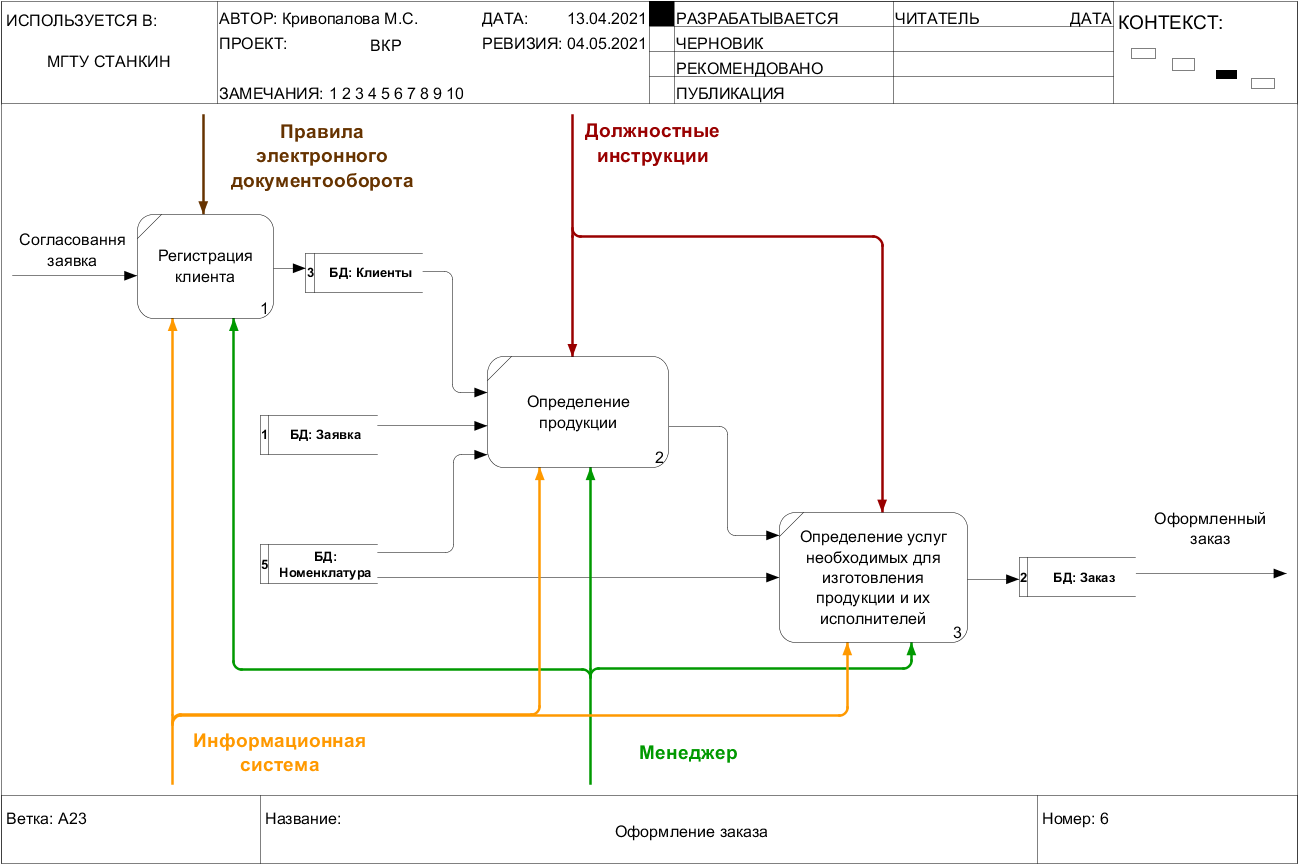 ИСПОЛЬЗУЕТСЯ В:
МГТУ СТАНКИН
АВТОР: Кривопалова М.С.
ДАТА: 13.04.2021
ПРОЕКТ: ВКР
РЕВИЗИЯ: 04.05.2021
ЗАМЕЧАНИЯ: 1 2 3 4 5 6 7 8 9 10
РАЗРАБАТЫВАЕТСЯ
ЧЕРНОВИК
РЕКОМЕНДОВАНО
ПУБЛИКАЦИЯ
ЧИТАТЕЛЬ
ДАТА
КОНТЕКСТ:
Правила
электронного
документооборота
Должностные
инструкции
Согласовання
заявка
Регистрация
клиента
1
3 БД: Клиенты
Определение
продукции
2
1 БД: Заявка
5 БД:
Номенклатура
Определение услуг
необходимых для
изготовления
продукции и их
исполнителей
3
2 БД: Заказ
Оформленный
заказ
Информационная
система
Менеджер
Ветка: A23
Название:
Оформление заказа
Номер: 6